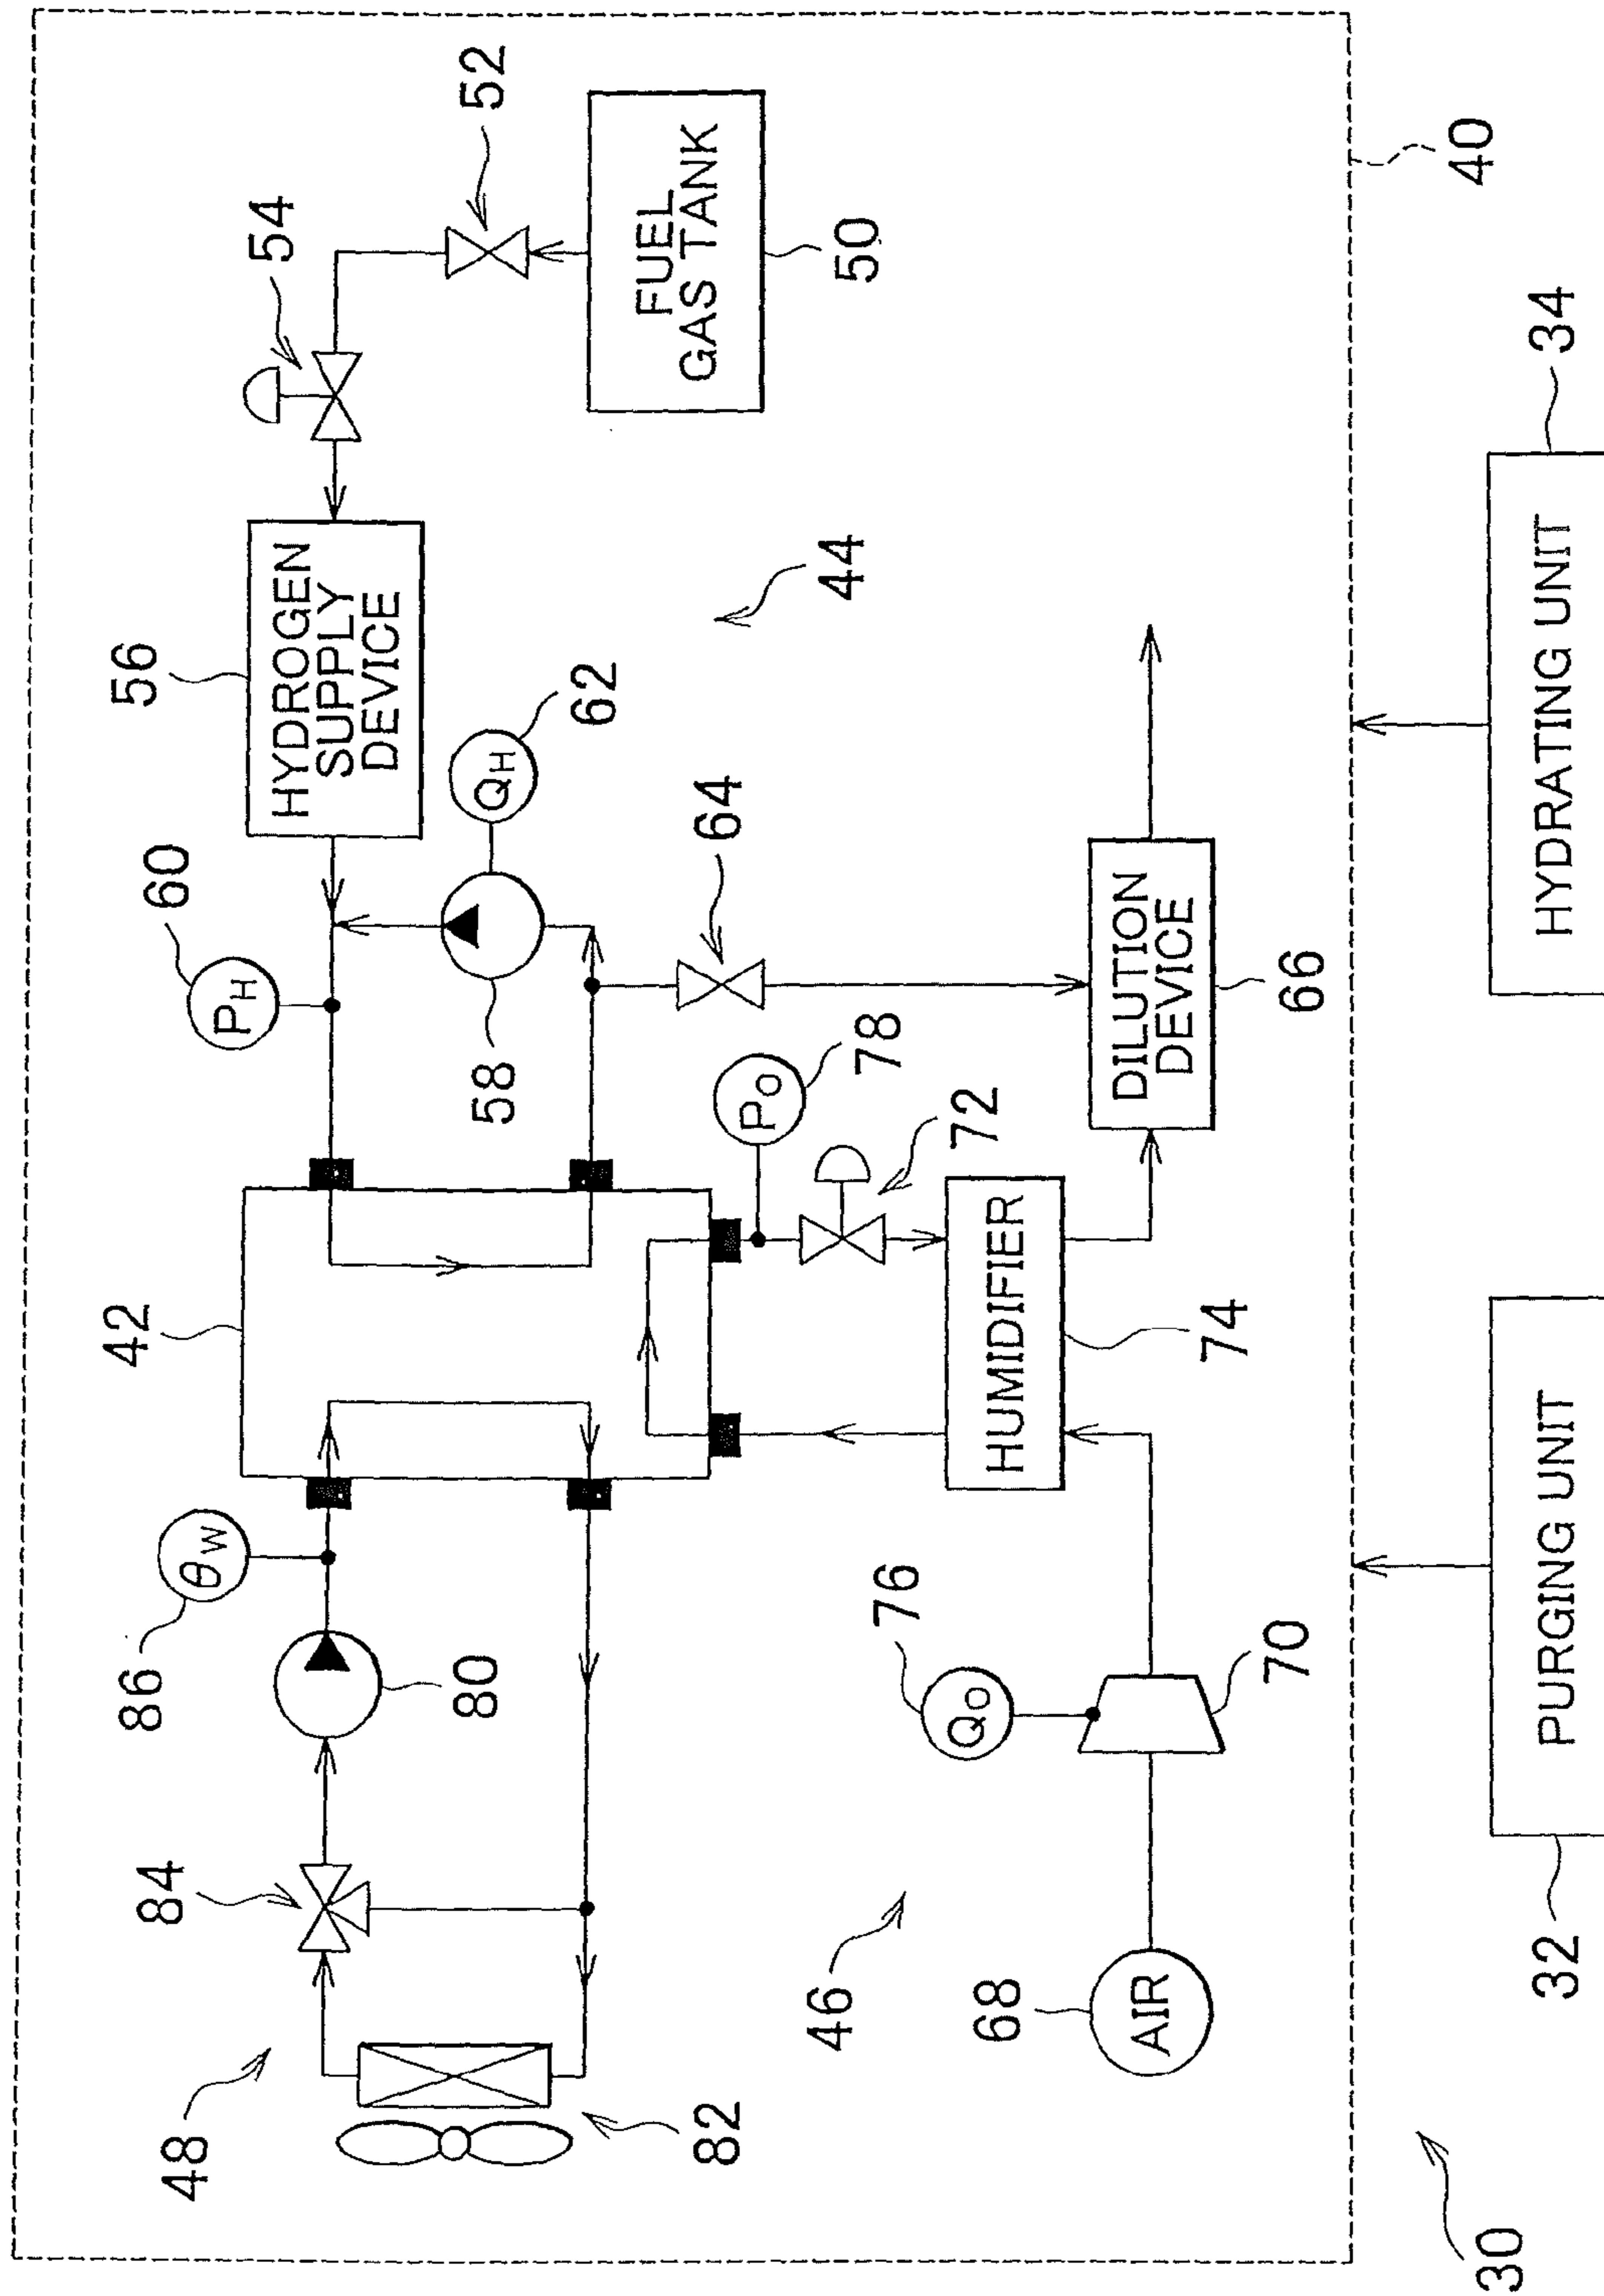 54
52
FUEL
GAS TANK
50
40
56
HYDROGEN
SUPPLY
DEVICE
44
34
HYDRATING UNIT
60
PH
QH
62
58
64
DILUTION
DEVICE
66
42
PO
78
72
HUMIDIFIER
74
86
θW
80
76
QO
70
PURGING UNIT
32
84
48
82
46
68
AIR
30